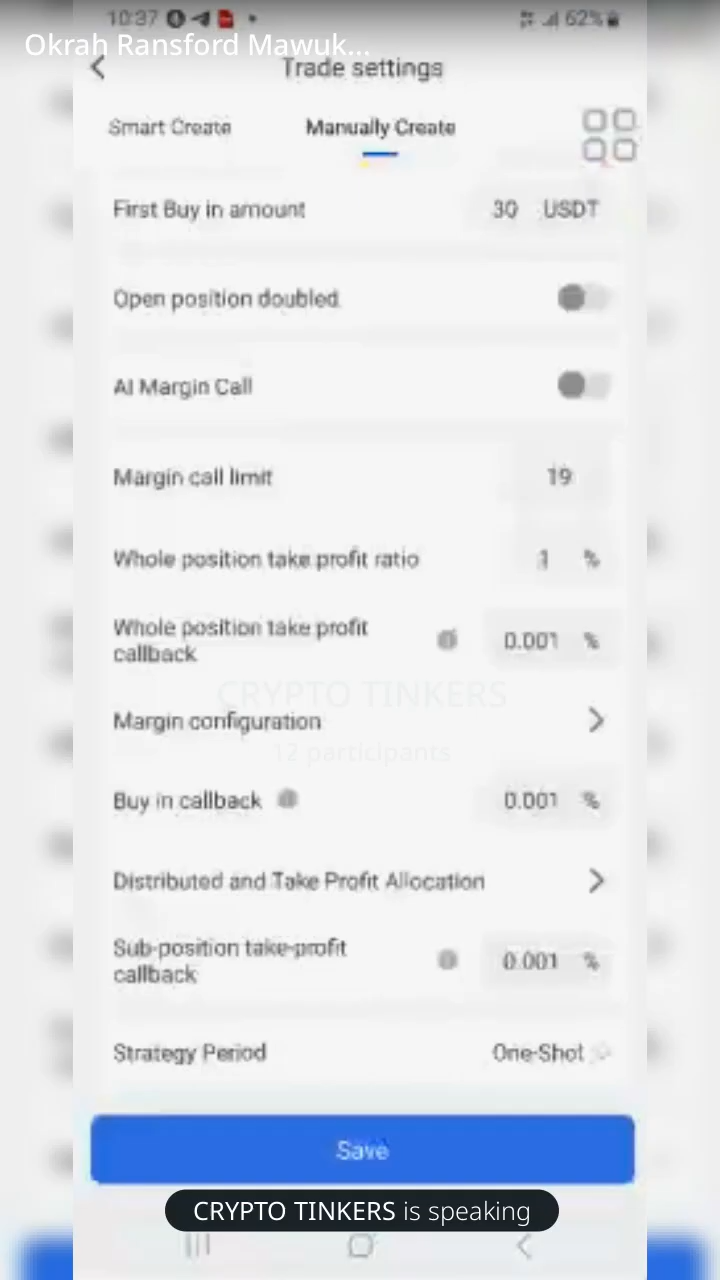 10:37 62%
Okrah Ransford Mawuk...
Trade settings
Smart Create Manually Create
First Buy in amount 30 USDT
Open position doubled
AI Margin Call
Margin call limit 19
Whole position take profit ratio 1 %
Whole position take profit
callback 0.001 %
CRYPTO TINKERS
Margin configuration
12 participants
Buy in callback 0.001 %
Distributed and Take Profit Allocation
Sub-position take-profit
callback 0.001 %
Strategy Period One-Shot
Save
CRYPTO TINKERS is speaking